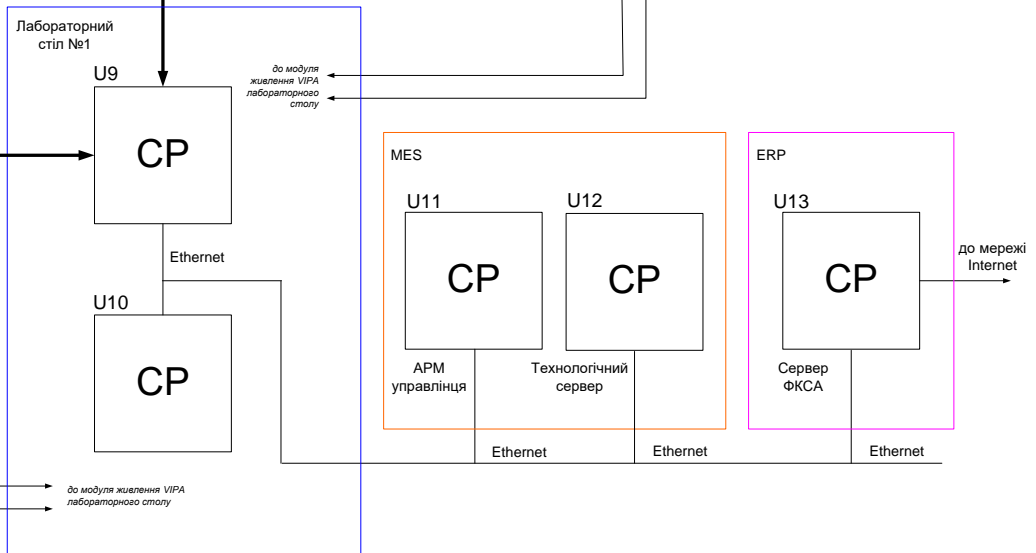 Лабораторний
стіл №1
U9
CP
до модуля
живлення VIPA
лабораторного
столу
Ethernet
U10
CP
до модуля живлення VIPA
лабораторного столу
MES
U11
CP
АРМ
управлінця
U12
CP
Технологічний
сервер
ERP
U13
CP
Сервер
ФКСА
до мережі
Internet
Ethernet
Ethernet
Ethernet